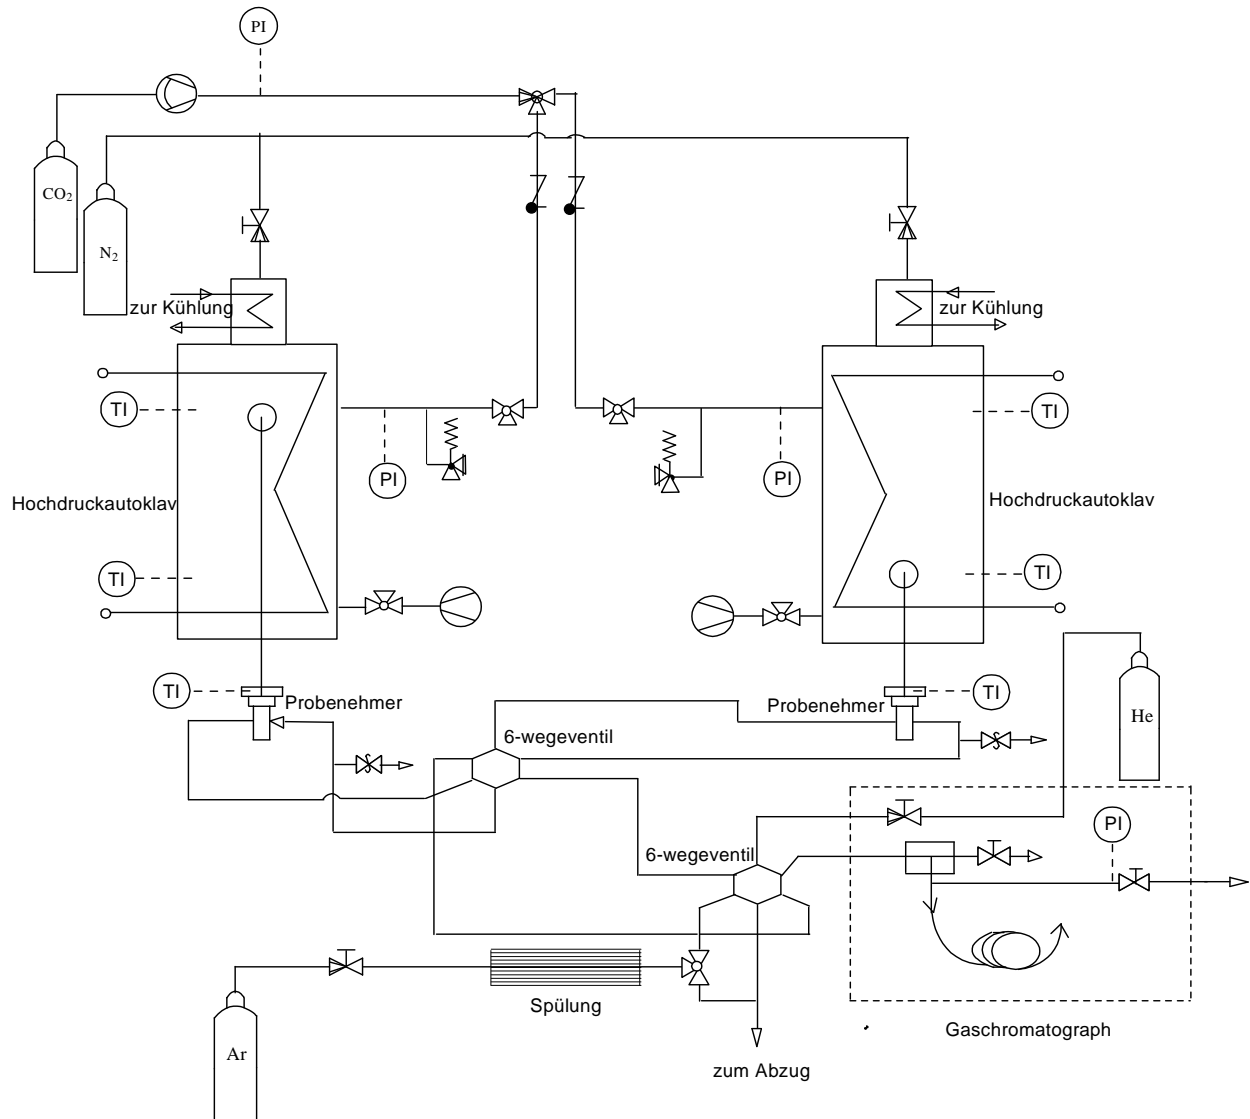 PI
CO₂
N₂
zur Kühlung
zur Kühlung
TI
TI
PI
PI
Hochdruckautoklav
Hochdruckautoklav
TI
TI
TI
Probenehmer
Probenehmer
TI
He
6-wegeventil
PI
6-wegeventil
Spülung
Gaschromatograph
Ar
zum Abzug